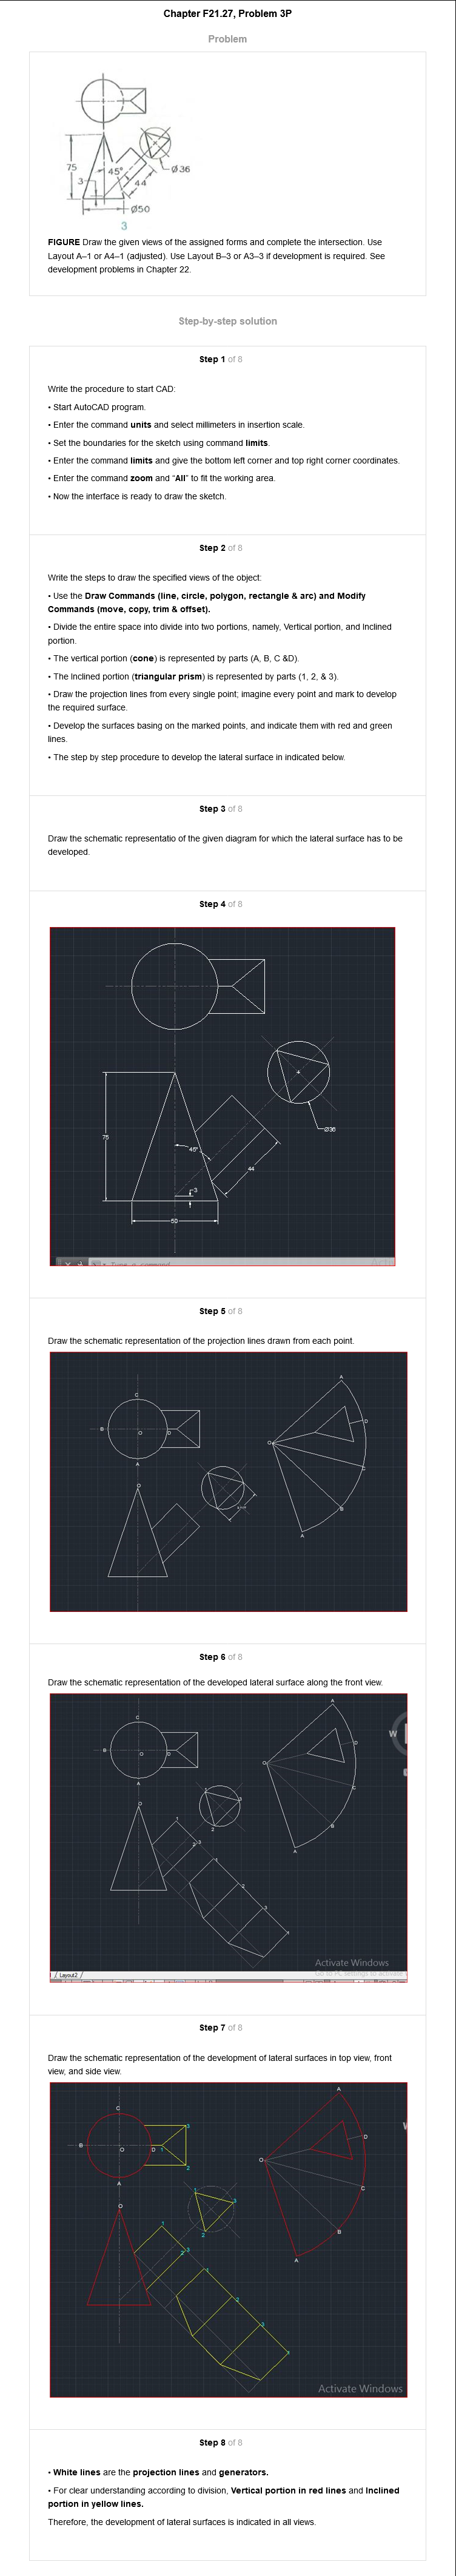 Chapter F21.27, Problem 3P
Problem
75
3
45°
44
Ø36
Ø50
3
FIGURE Draw the given views of the assigned forms and complete the intersection. Use
Layout A–1 or A4–1 (adjusted). Use Layout B–3 or A3–3 if development is required. See
development problems in Chapter 22.
Step-by-step solution
Step 1 of 8
Write the procedure to start CAD:
• Start AutoCAD program.
• Enter the command units and select millimeters in insertion scale.
• Set the boundaries for the sketch using command limits.
• Enter the command limits and give the bottom left corner and top right corner coordinates.
• Enter the command zoom and “All” to fit the working area.
• Now the interface is ready to draw the sketch.
Step 2 of 8
Write the steps to draw the specified views of the object:
• Use the Draw Commands (line, circle, polygon, rectangle & arc) and Modify
Commands (move, copy, trim & offset).
• Divide the entire space into divide into two portions, namely, Vertical portion, and Inclined
portion.
• The vertical portion (cone) is represented by parts (A, B, C &D).
• The Inclined portion (triangular prism) is represented by parts (1, 2, & 3).
• Draw the projection lines from every single point; imagine every point and mark to develop
the required surface.
• Develop the surfaces basing on the marked points, and indicate them with red and green
lines.
• The step by step procedure to develop the lateral surface in indicated below.
Step 3 of 8
Draw the schematic representatio of the given diagram for which the lateral surface has to be
developed.
Step 4 of 8
75
45°
Ø36
44
3
50
Step 5 of 8
Draw the schematic representation of the projection lines drawn from each point.
C
B
O
D
A
O
O
A
D
C
B
A
Step 6 of 8
Draw the schematic representation of the developed lateral surface along the front view.
C
B
O
D
A
O
1
2
3
1
2
3
1
2
3
1
O
A
D
C
B
A
W
Activate Windows
Go to PC settings to activate
Layout2
Step 7 of 8
Draw the schematic representation of the development of lateral surfaces in top view, front
view, and side view.
C
B
O
D
A
1
3
2
O
1
2
3
1
2
3
1
2
3
1
O
A
D
C
B
A
Activate Windows
Step 8 of 8
• White lines are the projection lines and generators.
• For clear understanding according to division, Vertical portion in red lines and Inclined
portion in yellow lines.
Therefore, the development of lateral surfaces is indicated in all views.